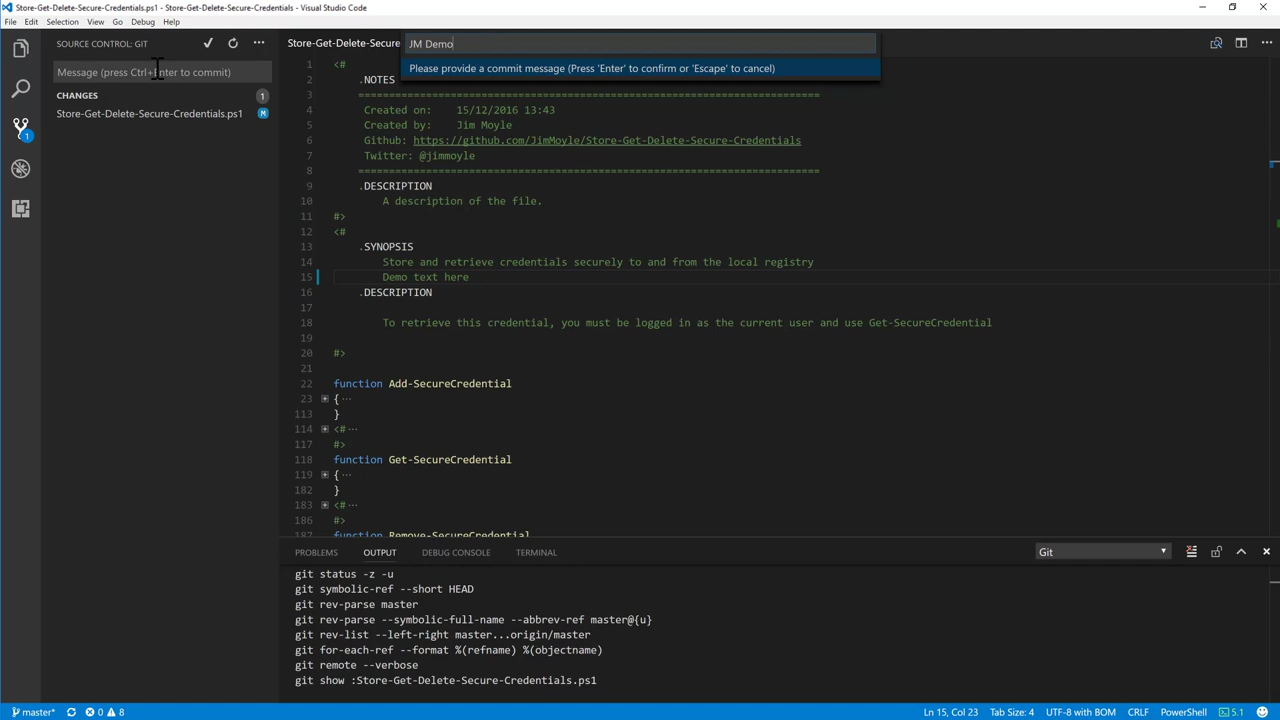 Store-Get-Delete-Secure-Credentials.ps1 - Store-Get-Delete-Secure-Credentials - Visual Studio Code
File Edit Selection View Go Debug Help
SOURCE CONTROL: GIT
Message (press Ctrl+Enter to commit)
CHANGES 1
Store-Get-Delete-Secure-Credentials.ps1 M
1
Store-Get-Delete-Secure
JM Demo
Please provide a commit message (Press 'Enter' to confirm or 'Escape' to cancel)
1 <#
2 .NOTES
3 ===========================================================================
4 Created on: 15/12/2016 13:43
5 Created by: Jim Moyle
6 Github: https://github.com/JimMoyle/Store-Get-Delete-Secure-Credentials
7 Twitter: @jimmoyle
8 ===========================================================================
9 .DESCRIPTION
10 A description of the file.
11 #>
12 <#
13 .SYNOPSIS
14 Store and retrieve credentials securely to and from the local registry
15 Demo text here
16 .DESCRIPTION
17
18 To retrieve this credential, you must be logged in as the current user and use Get-SecureCredential
19
20 #>
21
22 function Add-SecureCredential
23 { ...
113 }
114 <# ...
117 #>
118 function Get-SecureCredential
119 { ...
182 }
183 <# ...
186 #>
187 function Remove-SecureCredential
PROBLEMS OUTPUT DEBUG CONSOLE TERMINAL Git
git status -z -u
git symbolic-ref --short HEAD
git rev-parse master
git rev-parse --symbolic-full-name --abbrev-ref master@{u}
git rev-list --left-right master...origin/master
git for-each-ref --format %(refname) %(objectname)
git remote --verbose
git show :Store-Get-Delete-Secure-Credentials.ps1
master* 0 8 Ln 15, Col 23 Tab Size: 4 UTF-8 with BOM CRLF PowerShell 5.1